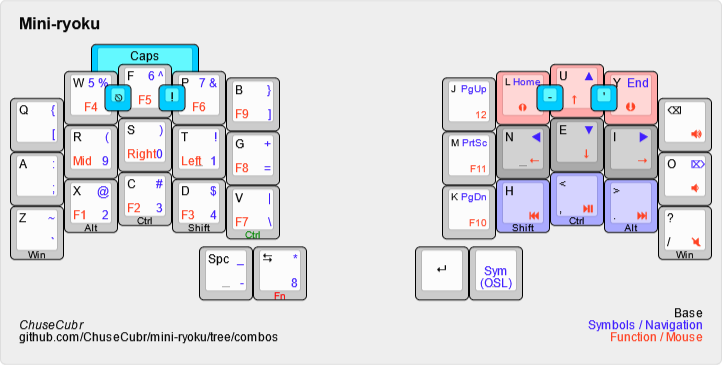 Mini-ryoku
Caps
W 5 %
F4
F 6 ^
F5
P 7 &
F6
!
B }
F9 ]
J PgUp
12
L Home
U ▲
↑
Y End
-
'
Q {
[
R (
Mid 9
S )
Right 0
T !
Left 1
G +
F8 =
M PrtSc
F11
N ◀
_ ←
E ▼
↓
I ▶
→
⌫
A :
;
O ⌦
X @
F1 2
Alt
C #
F2 3
Ctrl
D $
F3 4
Shift
V |
F7 \
Ctrl
K PgDn
F10
H
⏮
Shift
<
, ⏯
Ctrl
>
. ⏭
Alt
Z ~
`
Win
?
/
Win
Spc _
_ -
⇆ *
8
Fn
↵
Sym
(OSL)
ChuseCubr
github.com/ChuseCubr/mini-ryoku/tree/combos
Base
Symbols / Navigation
Function / Mouse